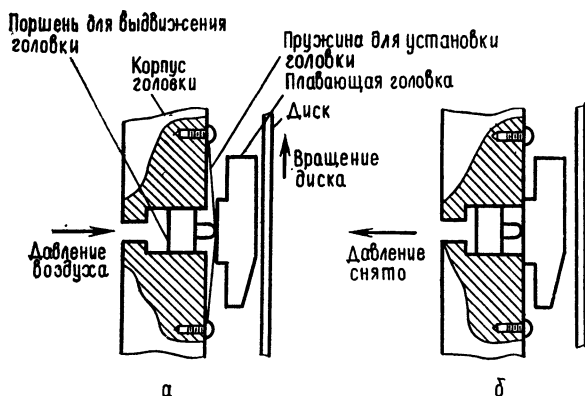 Поршень для выдвижения
головки
Корпус
головки
Пружина для установки
головки
Плавающая головка
Диск
Вращение
диска
Давление
воздуха
Давление
снято
а
б